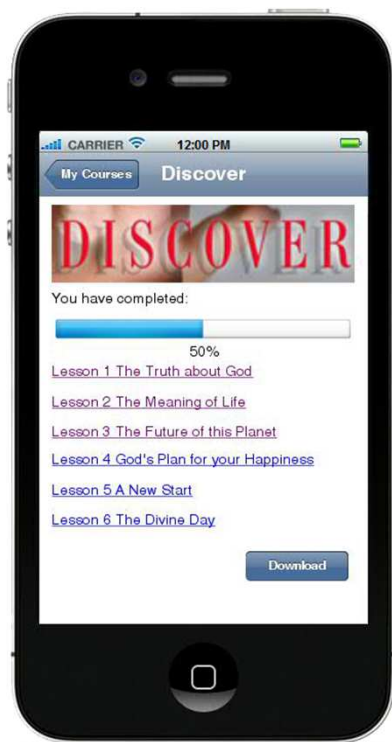 CARRIER 12:00 PM
My Courses Discover
DISCOVER
You have completed:
50%
Lesson 1 The Truth about God
Lesson 2 The Meaning of Life
Lesson 3 The Future of this Planet
Lesson 4 God's Plan for your Happiness
Lesson 5 A New Start
Lesson 6 The Divine Day
Download